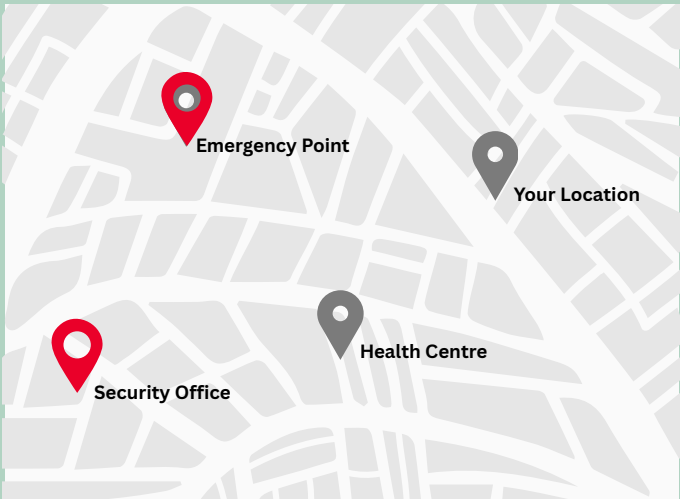 Emergency Point
Your Location
Health Centre
Security Office